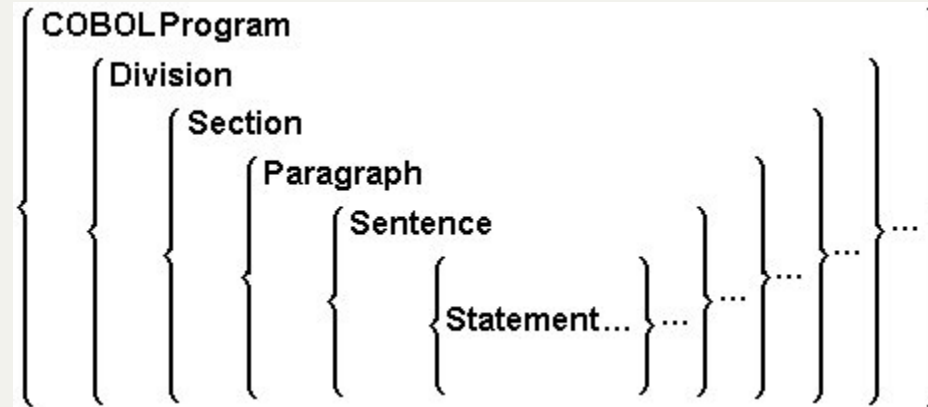 COBOLProgram
Division
Section
Paragraph
Sentence
Statement... ... ... ... ... ...